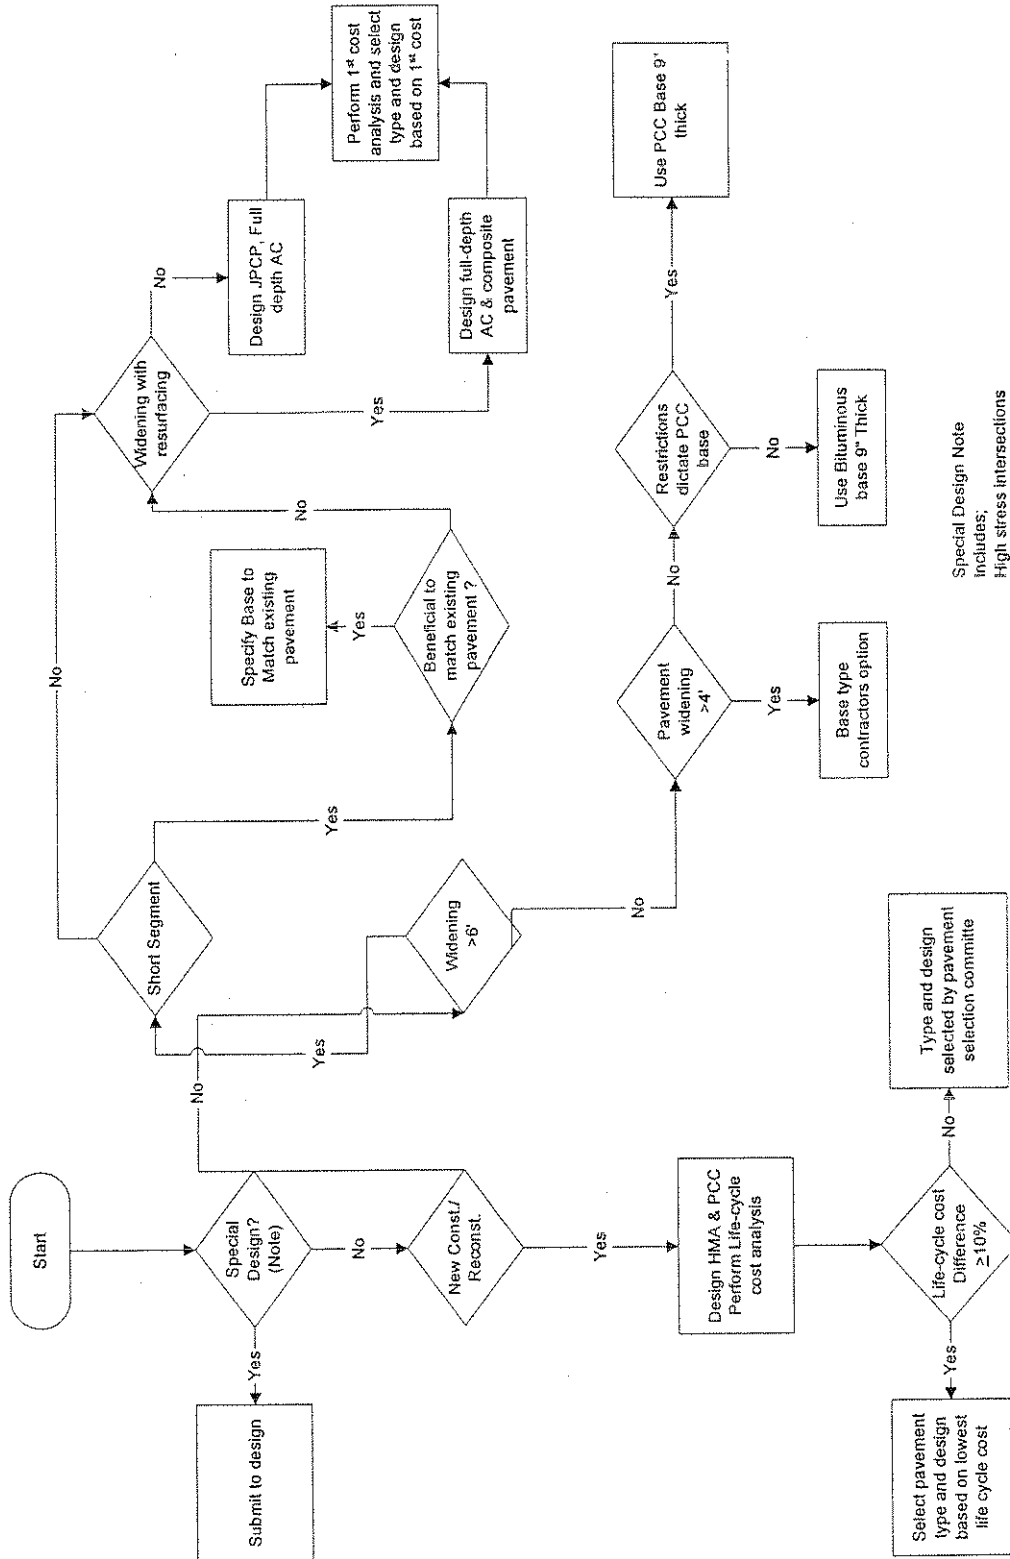 Start
Special
Design?
(Note)
Yes
Submit to design
No
New Const./
Reconst.
No
Yes
Design HMA & PCC
Perform Life-cycle
cost analysis
Life-cycle cost
Difference
≥10%
Yes
Select pavement
type and design
based on lowest
life cycle cost
No
Type and design
selected by pavement
selection committe
Widening
>6'
Yes
No
Short Segment
No
Yes
Beneficial to
match existing
pavement ?
Yes
Specify Base to
Match existing
pavement
No
Widening with
resurfacing
No
Design JPCP, Full
depth AC
Yes
Design full-depth
AC & composite
pavement
Perform 1st cost
analysis and select
type and design
based on 1st cost
Pavement
widening
>4'
Yes
Base type
contractors option
No
Restrictions
dictate PCC
base
Yes
Use PCC Base 9'
thick
No
Use Bituminous
base 9" Thick
Special Design Note
Includes;
High stress intersections